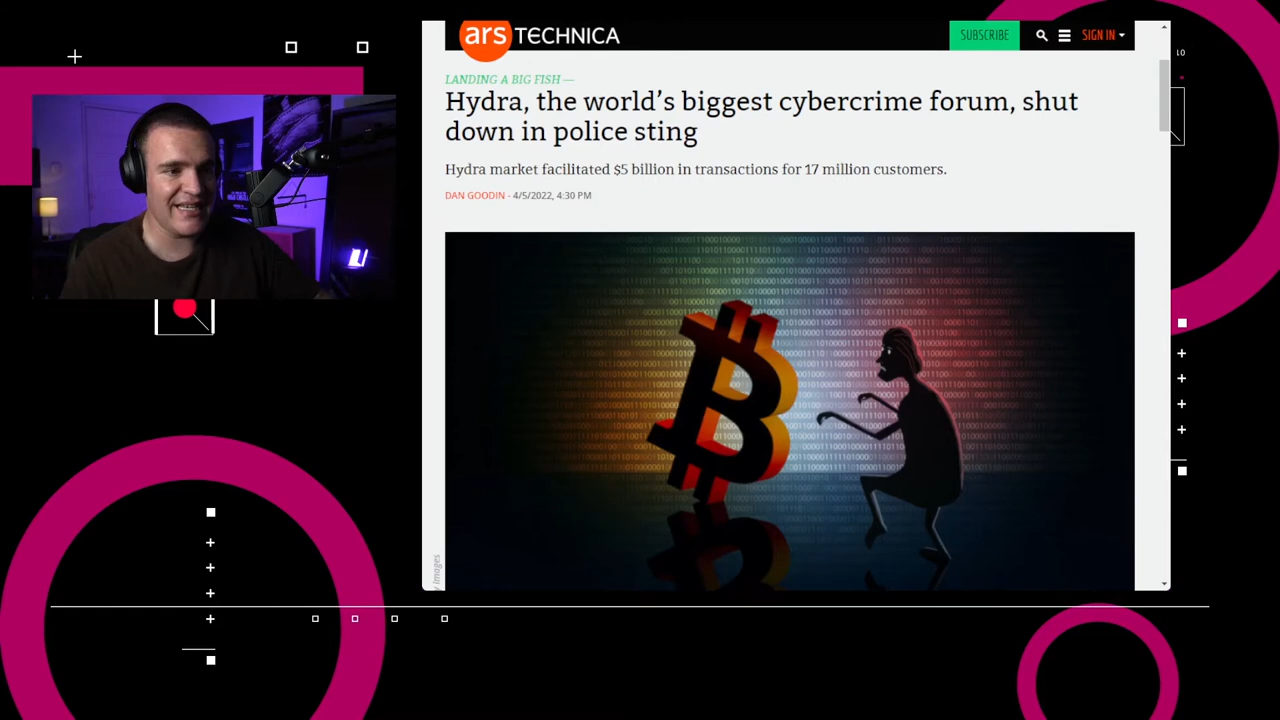 ars TECHNICA
SUBSCRIBE
SIGN IN
LANDING A BIG FISH —
Hydra, the world’s biggest cybercrime forum, shut
down in police sting
Hydra market facilitated $5 billion in transactions for 17 million customers.
DAN GOODIN - 4/5/2022, 4:30 PM